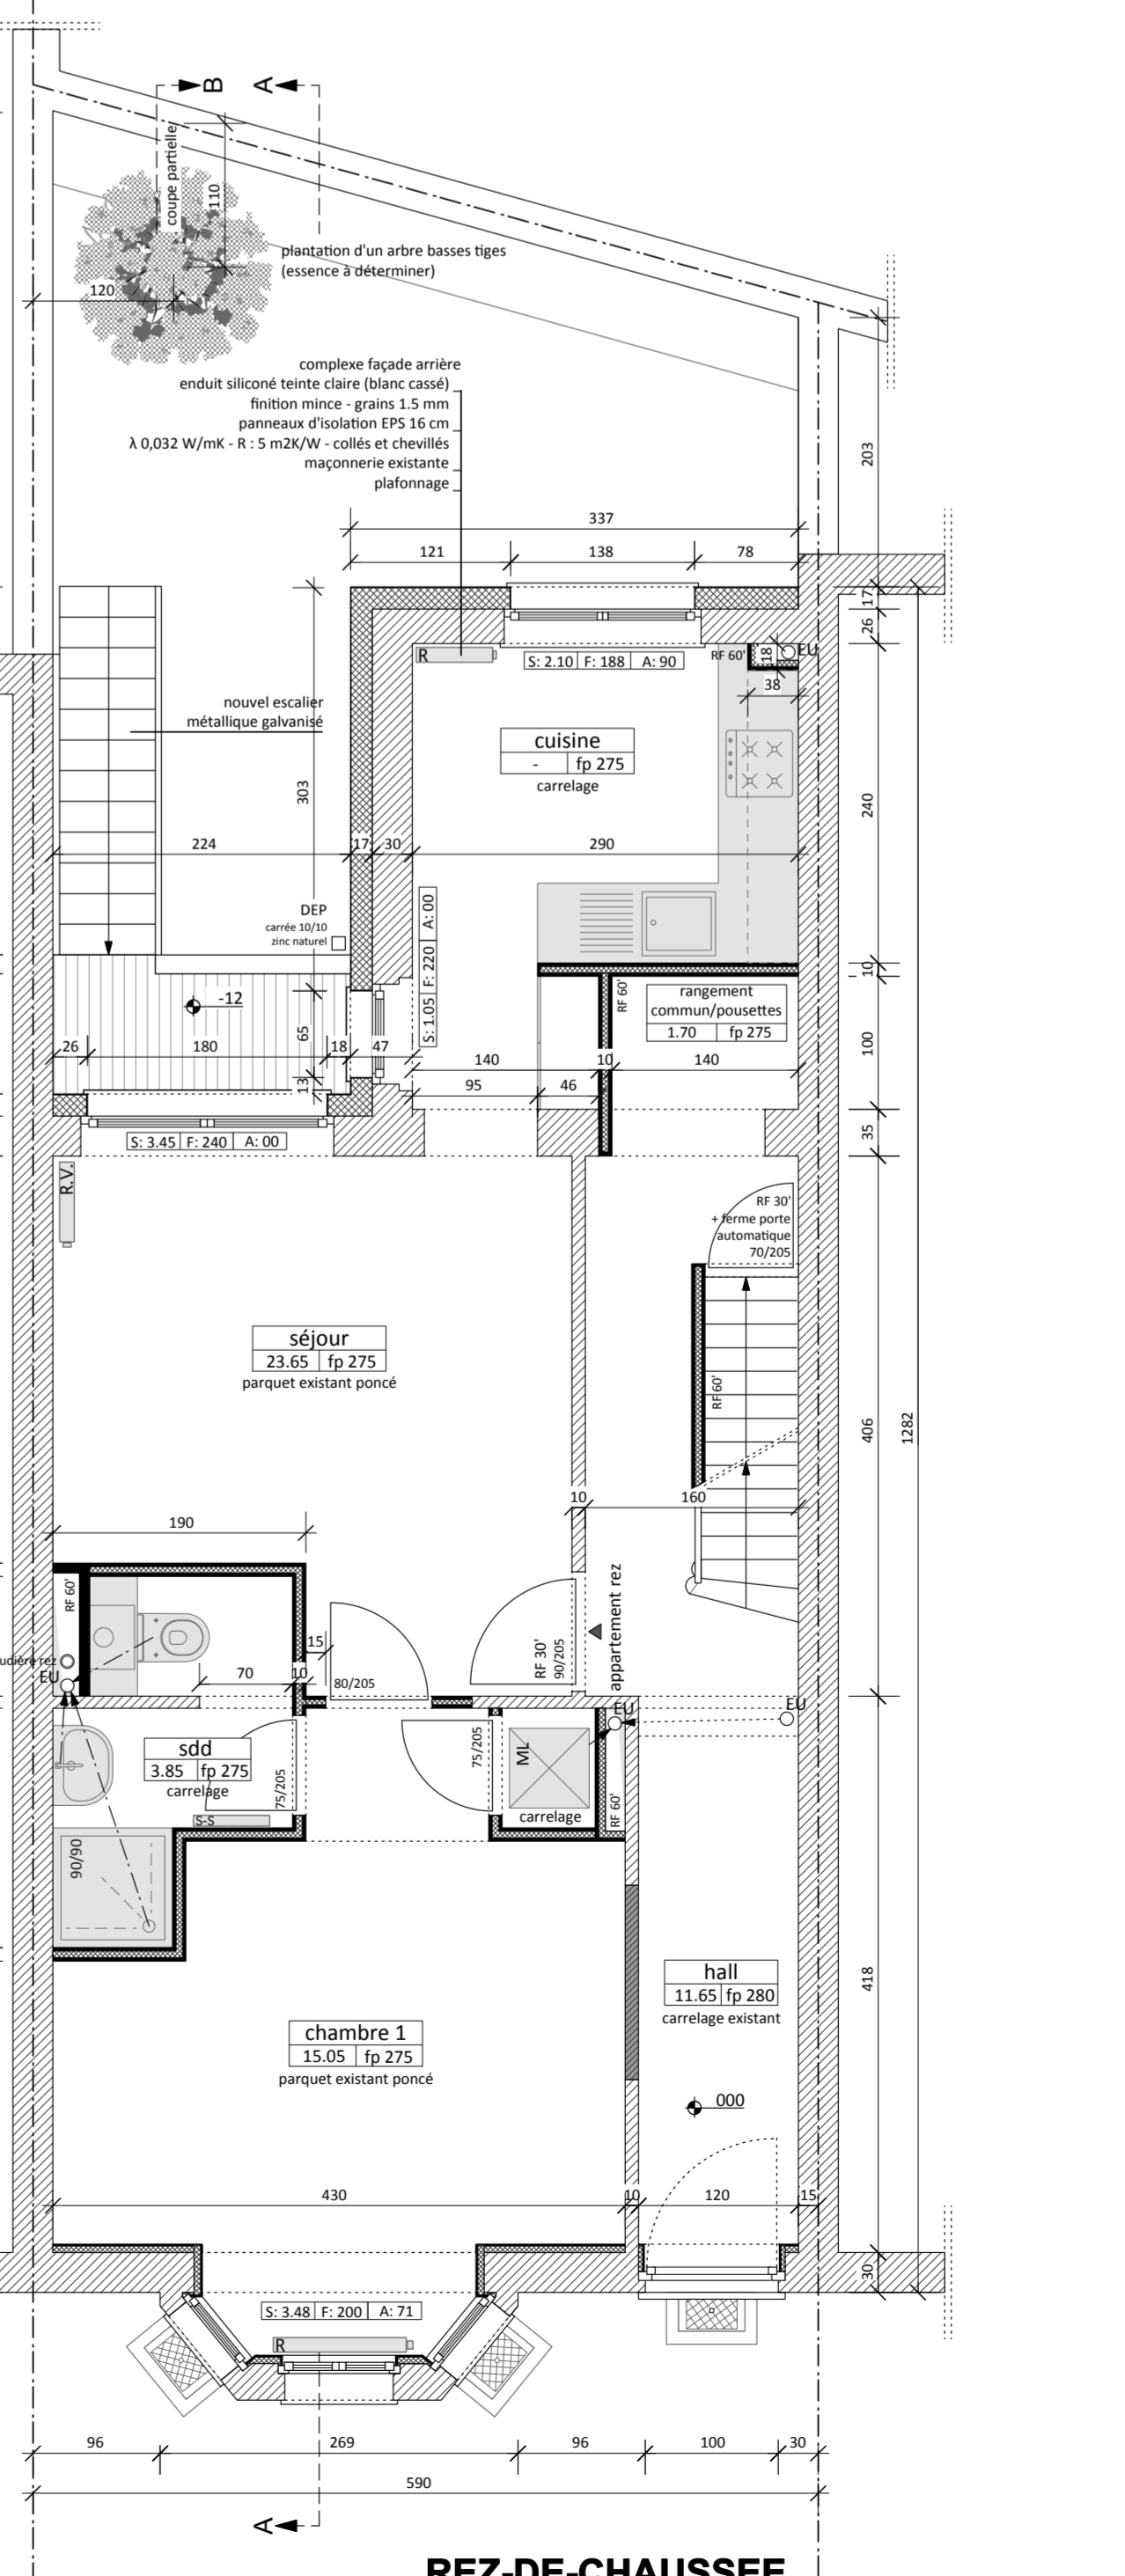 B
A
coupe partielle
110
plantation d'un arbre basses tiges
(essence à déterminer)
120
complexe façade arrière
enduit siliconé teinte claire (blanc cassé)
finition mince - grains 1.5 mm
panneaux d'isolation EPS 16 cm
λ 0,032 W/mK - R : 5 m2K/W - collés et chevillés
maçonnerie existante
plafonnage
203
337
121 138 78
17
26
R
S: 2.10 F: 188 A: 90
RF 60'
18
EU
38
nouvel escalier
métallique galvanisé
cuisine
- fp 275
carrelage
303
240
224 17 30 290
DEP
carrée 10/10
zinc naturel
S: 1.05 F: 220 A: 00
10
RF 60'
rangement
commun/pousettes
1.70 fp 275
-12
65
100
26 180 18 47
140 10 140
13
95 46
S: 3.45 F: 240 A: 00
35
R.V.
RF 30'
+ ferme porte
automatique
70/205
séjour
23.65 fp 275
parquet existant poncé
RF 60'
406
1282
10 160
190
RF 60'
appartement rez
15
RF 30'
90/205
udière rez
EU
70 10
80/205
EU
EU
sdd
3.85 fp 275
carrelage
75/205
75/205
ML
carrelage
RF 60'
S-S
90/90
hall
11.65 fp 280
carrelage existant
418
chambre 1
15.05 fp 275
parquet existant poncé
000
430 10 120 15
30
S: 3.48 F: 200 A: 71
R
96 269 96 100 30
590
A
REZ-DE-CHAUSSEE